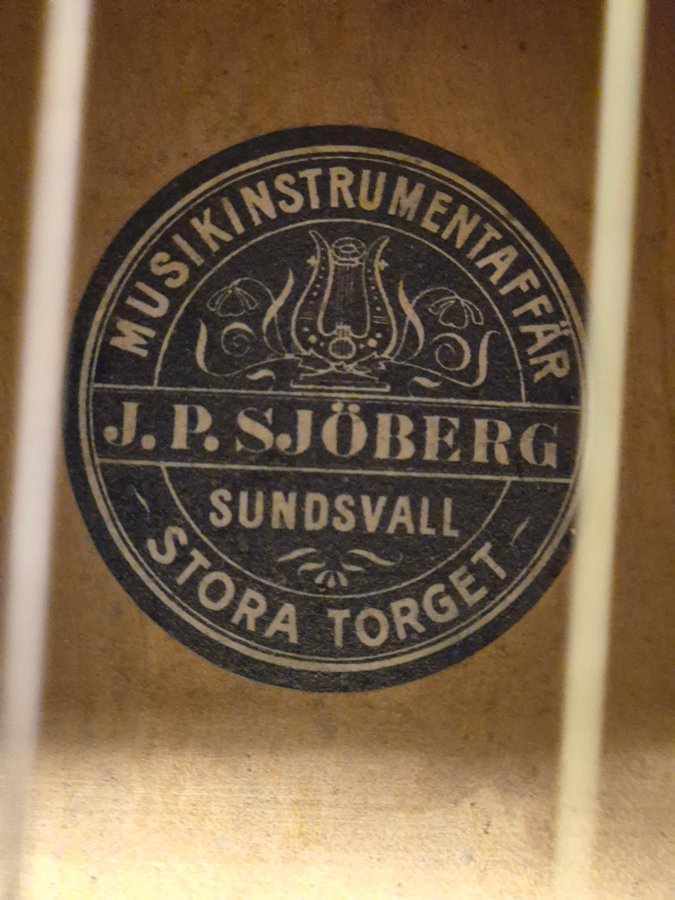 MUSIKINSTRUMENTAFFÄR
J. P. SJÖBERG
SUNDSVALL
STORA TORGET